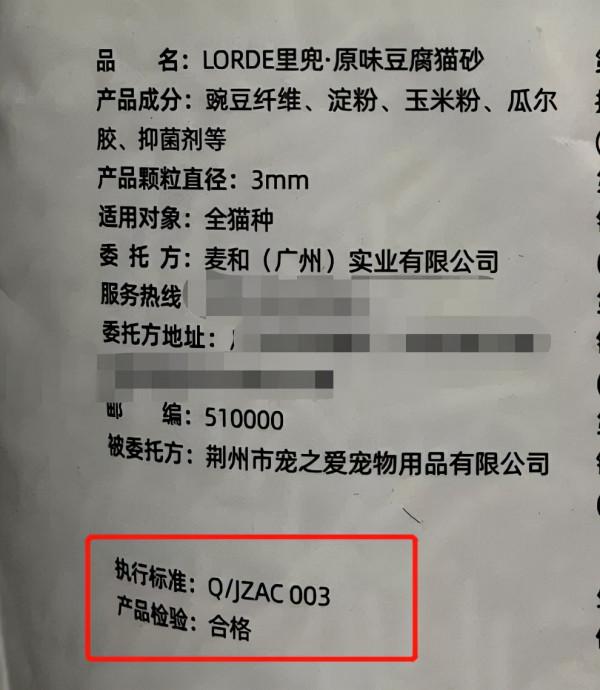 品 名：LORDE里兜·原味豆腐猫砂
产品成分：豌豆纤维、淀粉、玉米粉、瓜尔
胶、抑菌剂等
产品颗粒直径：3mm
适用对象：全猫种
委 托 方：麦和（广州）实业有限公司
服务热线
委托方地址：
邮 编：510000
被委托方：荆州市宠之爱宠物用品有限公司
执行标准：Q/JZAC 003
产品检验：合格